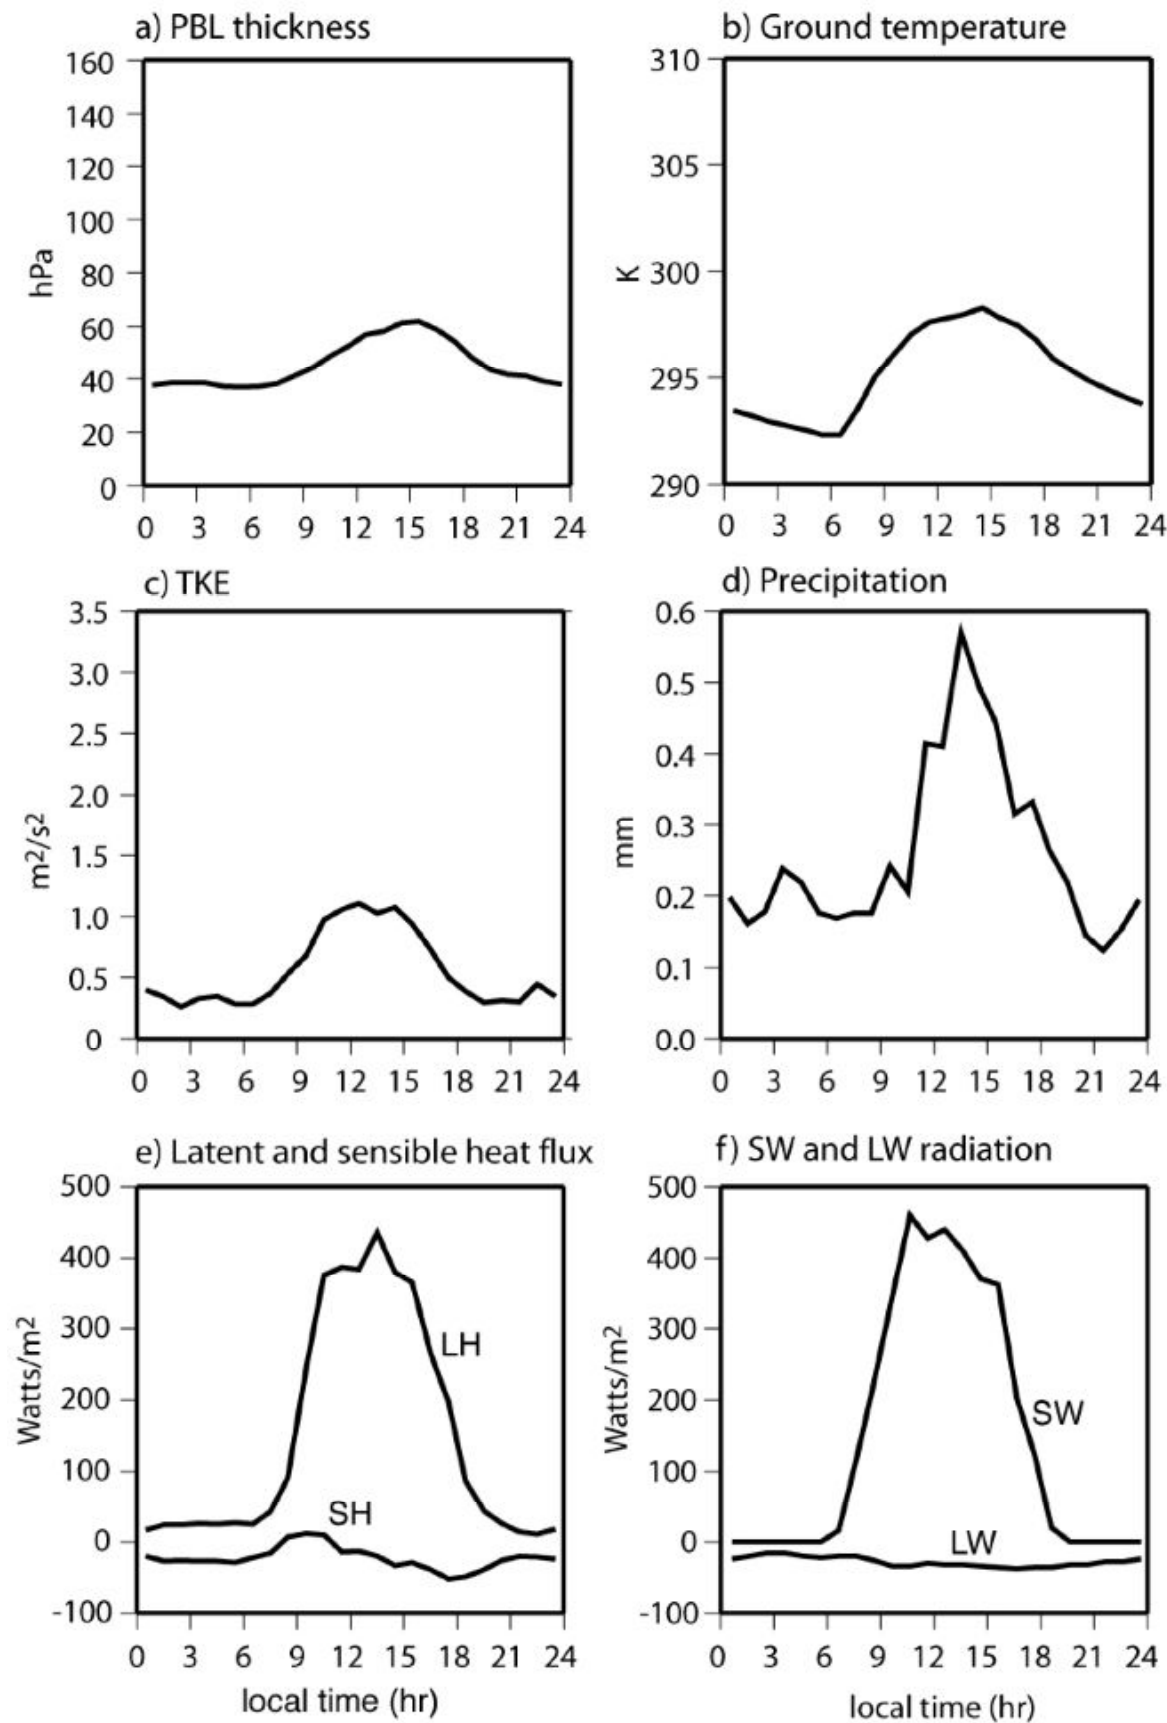 a) PBL thickness
160
140
120
100
80
60
40
20
0
hPa
0 3 6 9 12 15 18 21 24
b) Ground temperature
310
305
300
295
290
K
0 3 6 9 12 15 18 21 24
c) TKE
3.5
3.0
2.5
2.0
1.5
1.0
0.5
0
m2/s2
0 3 6 9 12 15 18 21 24
d) Precipitation
0.6
0.5
0.4
0.3
0.2
0.1
0.0
mm
0 3 6 9 12 15 18 21 24
e) Latent and sensible heat flux
500
400
300
200
100
0
-100
Watts/m2
LH
SH
0 3 6 9 12 15 18 21 24
local time (hr)
f) SW and LW radiation
500
400
300
200
100
0
-100
Watts/m2
SW
LW
0 3 6 9 12 15 18 21 24
local time (hr)